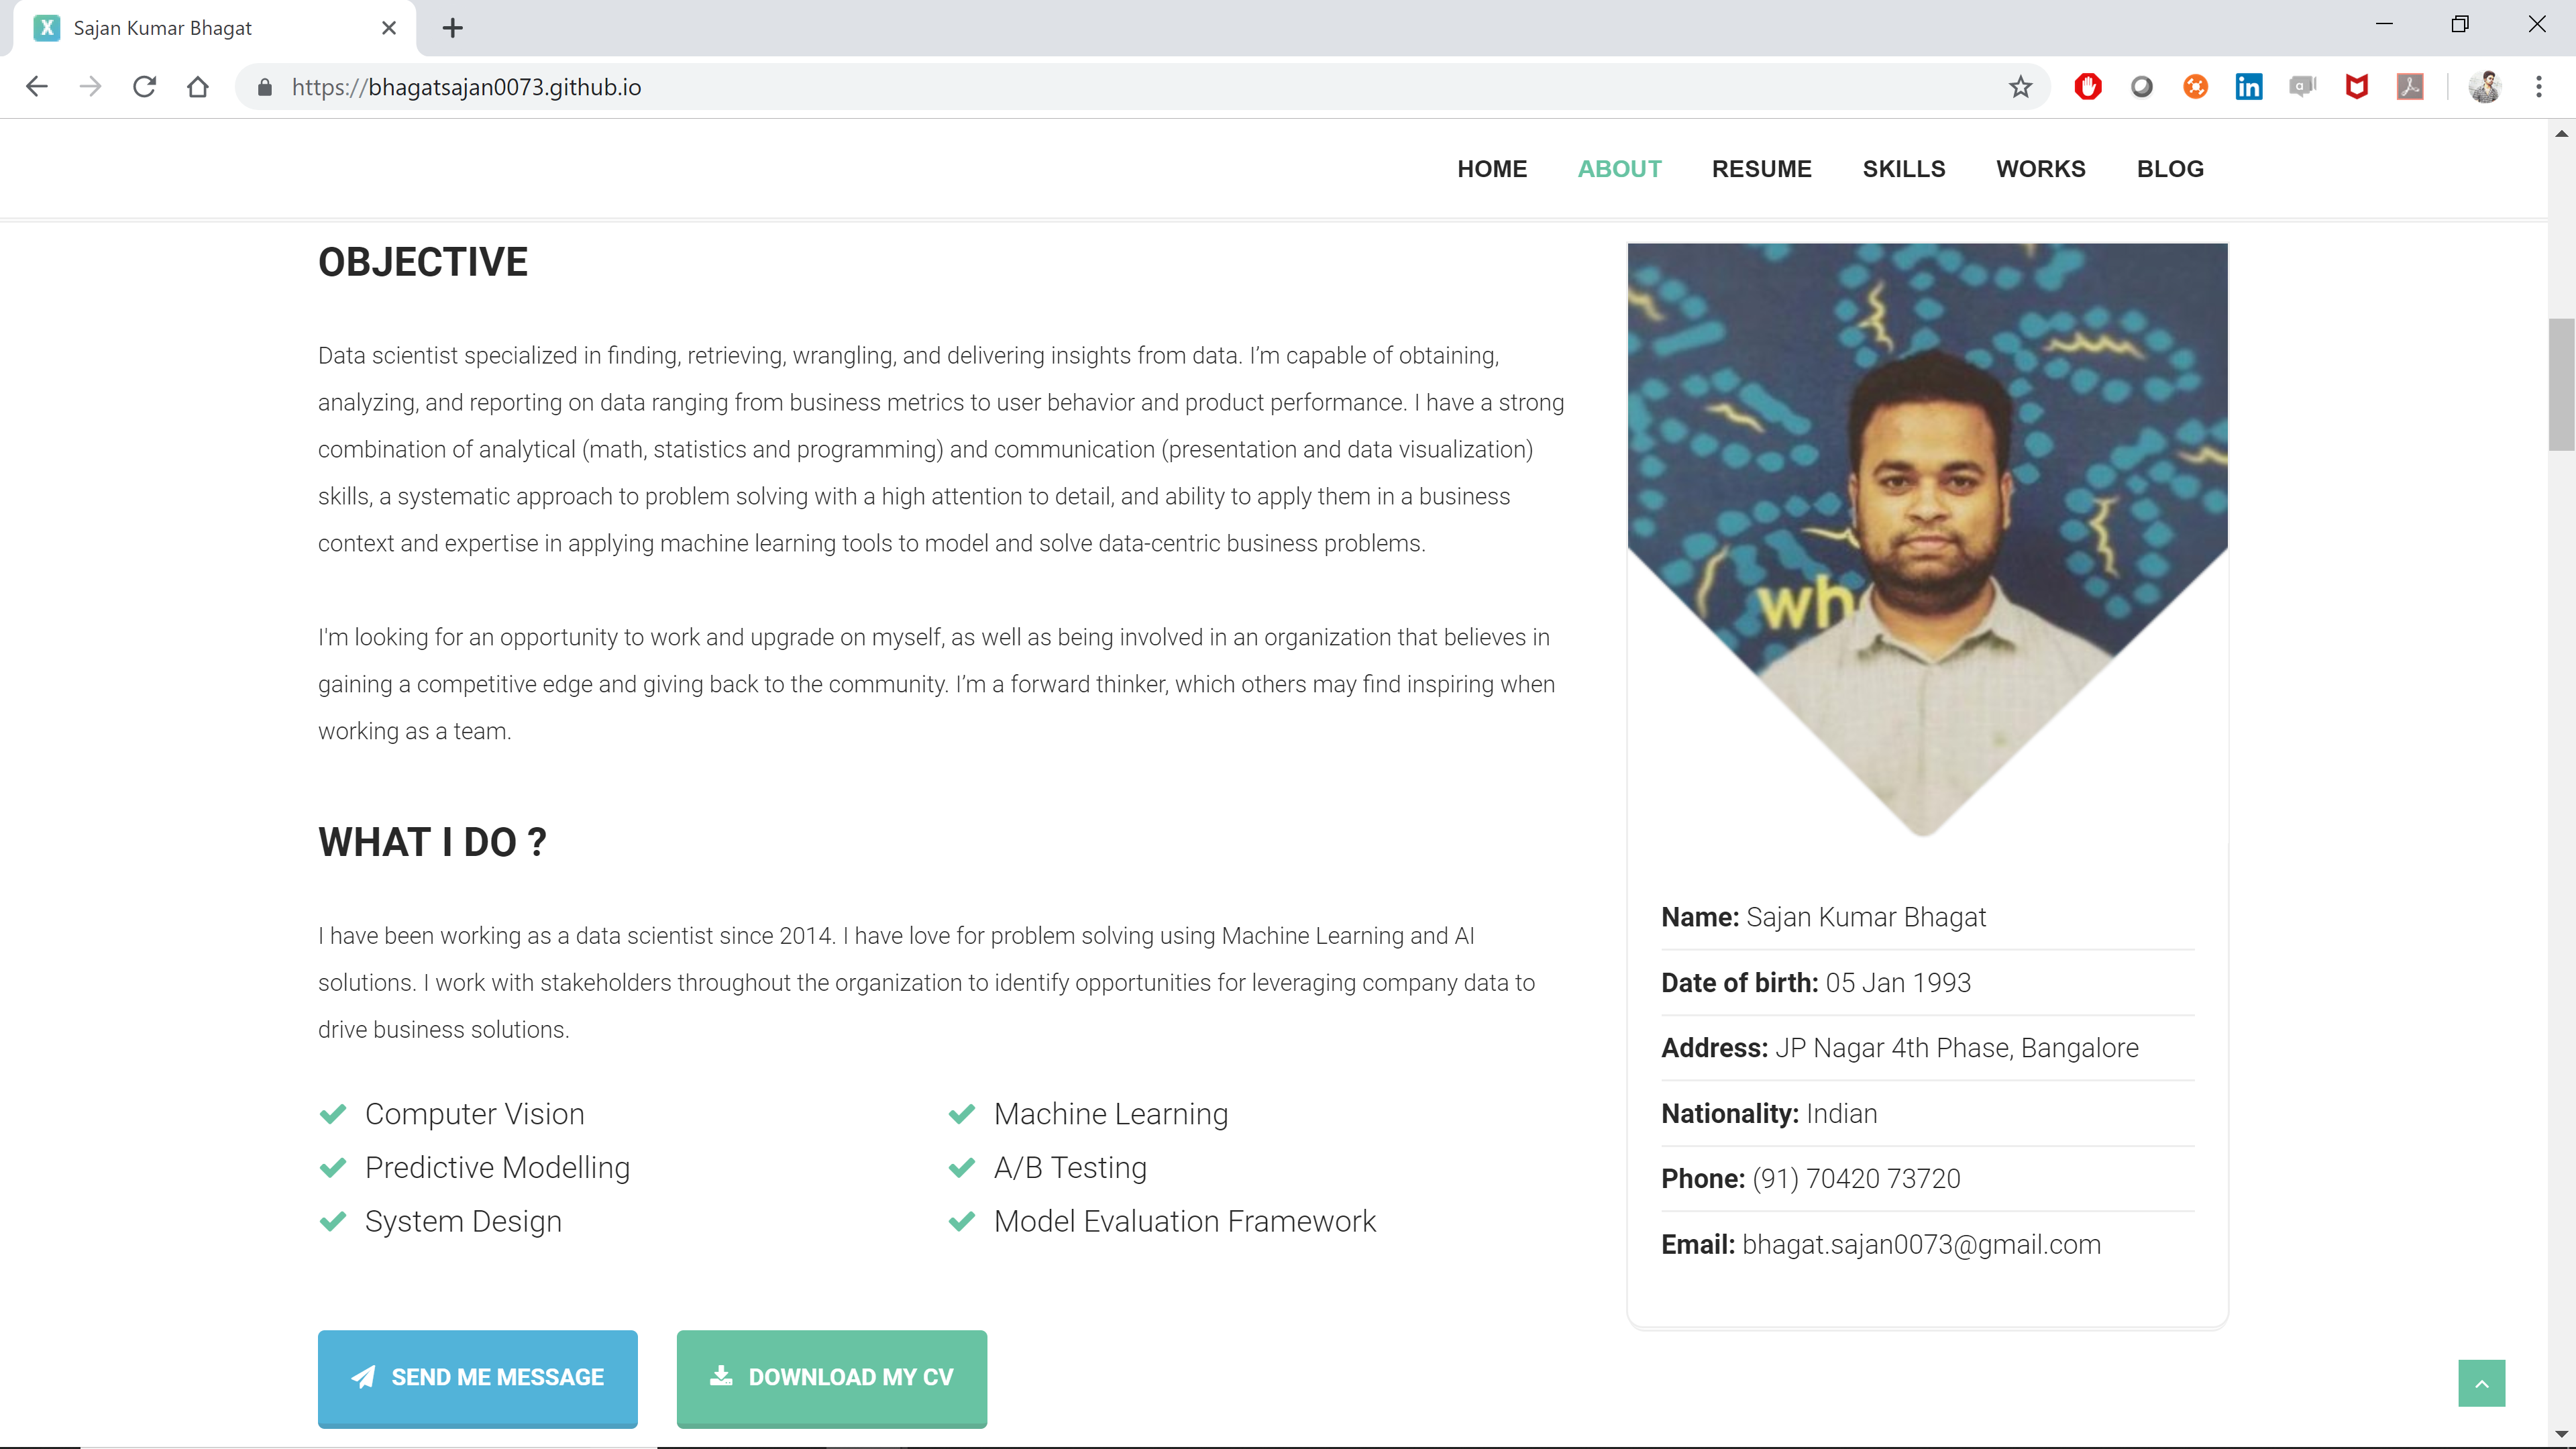 X Sajan Kumar Bhagat
https://bhagatsajan0073.github.io
HOME ABOUT RESUME SKILLS WORKS BLOG
OBJECTIVE
Data scientist specialized in finding, retrieving, wrangling, and delivering insights from data. I’m capable of obtaining,
analyzing, and reporting on data ranging from business metrics to user behavior and product performance. I have a strong
combination of analytical (math, statistics and programming) and communication (presentation and data visualization)
skills, a systematic approach to problem solving with a high attention to detail, and ability to apply them in a business
context and expertise in applying machine learning tools to model and solve data-centric business problems.
I'm looking for an opportunity to work and upgrade on myself, as well as being involved in an organization that believes in
gaining a competitive edge and giving back to the community. I’m a forward thinker, which others may find inspiring when
working as a team.
WHAT I DO ?
I have been working as a data scientist since 2014. I have love for problem solving using Machine Learning and AI
solutions. I work with stakeholders throughout the organization to identify opportunities for leveraging company data to
drive business solutions.
Computer Vision
Machine Learning
Predictive Modelling
A/B Testing
System Design
Model Evaluation Framework
SEND ME MESSAGE
DOWNLOAD MY CV
wh
Name: Sajan Kumar Bhagat
Date of birth: 05 Jan 1993
Address: JP Nagar 4th Phase, Bangalore
Nationality: Indian
Phone: (91) 70420 73720
Email: bhagat.sajan0073@gmail.com